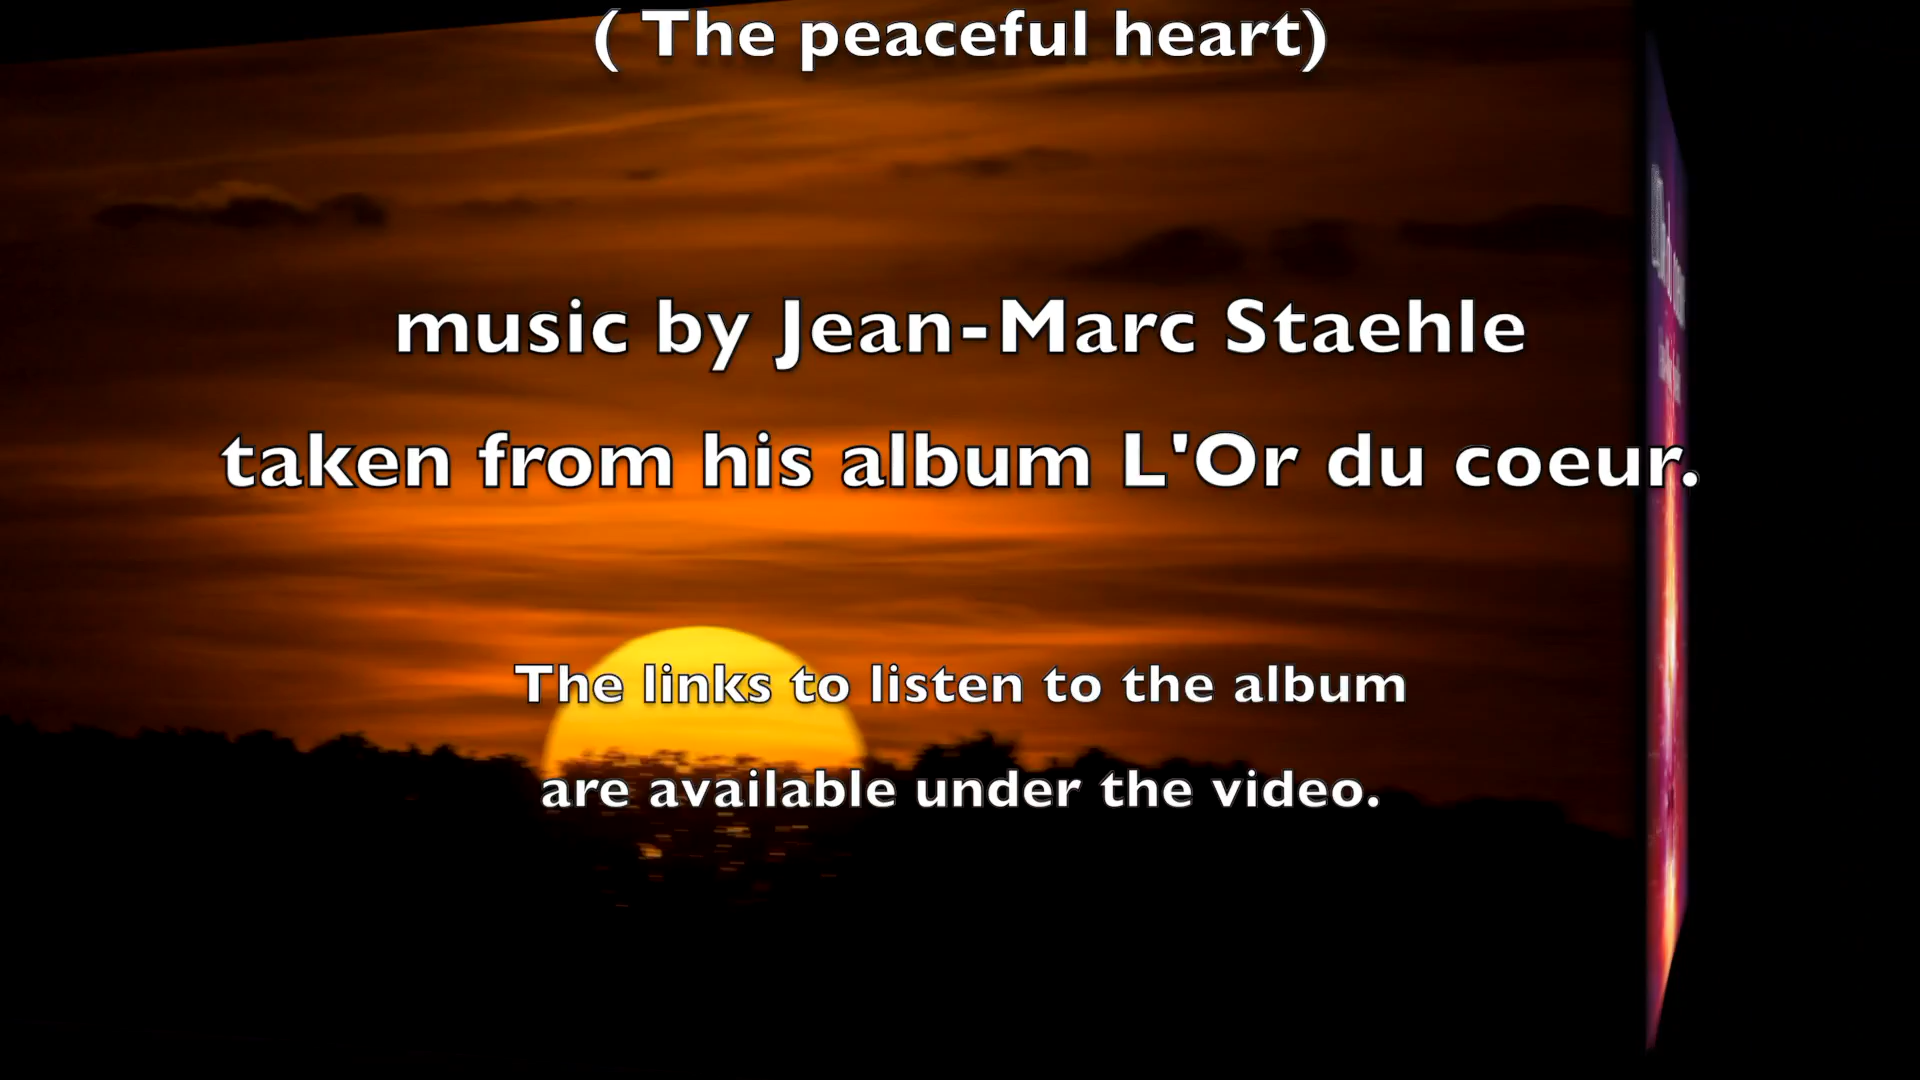 ( The peaceful heart)
music by Jean-Marc Staehle
taken from his album L'Or du coeur.
The links to listen to the album
are available under the video.